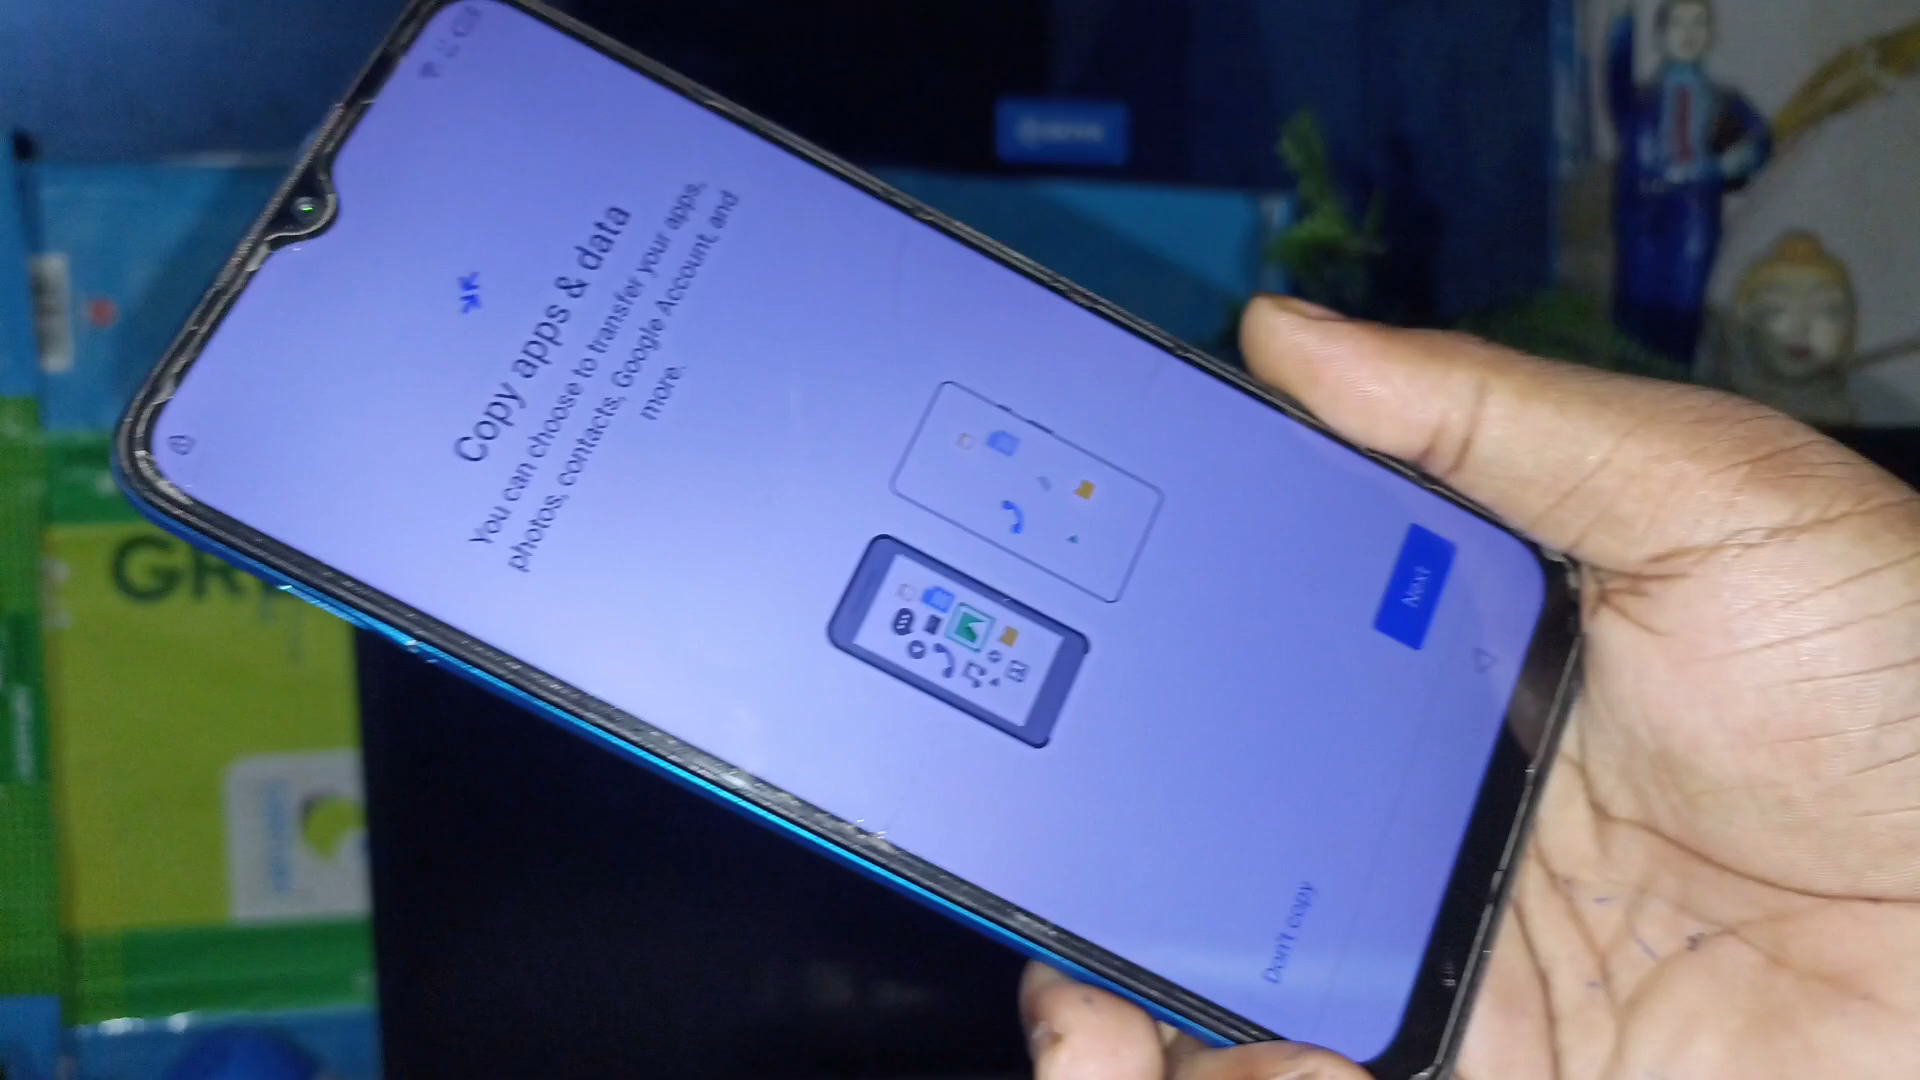 Copy apps & data
You can choose to transfer your apps,
photos, contacts, Google Account, and
more.
Don't copy
Next